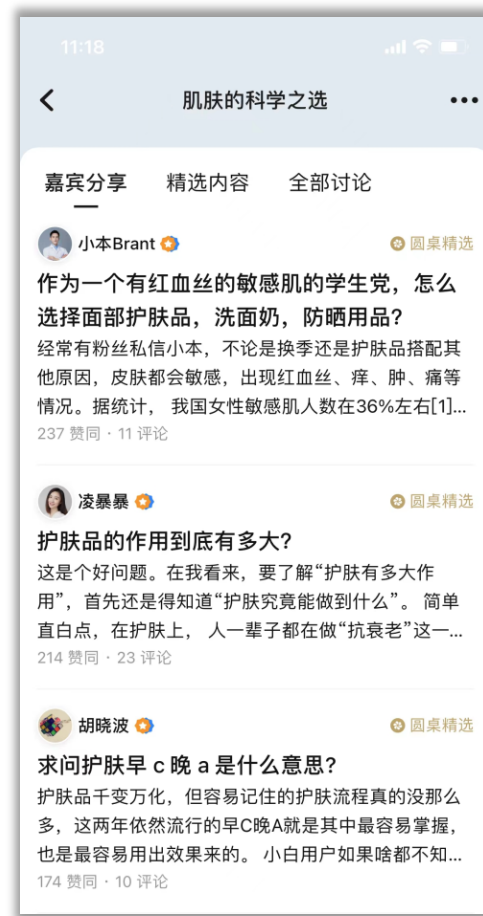 11:18
肌肤的科学之选
嘉宾分享 精选内容 全部讨论
小本Brant 圆桌精选
作为一个有红血丝的敏感肌的学生党，怎么
选择面部护肤品，洗面奶，防晒用品？
经常有粉丝私信小本，不论是换季还是护肤品搭配其
他原因，皮肤都会敏感，出现红血丝、痒、肿、痛等
情况。据统计， 我国女性敏感肌人数在36%左右[1]...
237 赞同 · 11 评论
凌暴暴 圆桌精选
护肤品的作用到底有多大？
这是个好问题。在我看来，要了解“护肤有多大作
用”，首先还是得知道“护肤究竟能做到什么”。 简单
直白点，在护肤上， 人一辈子都在做“抗衰老”这一...
214 赞同 · 23 评论
胡晓波 圆桌精选
求问护肤早 c 晚 a 是什么意思？
护肤品千变万化，但容易记住的护肤流程真的没那么
多，这两年依然流行的早C晚A就是其中最容易掌握，
也是最容易用出效果来的。 小白用户如果啥都不知...
174 赞同 · 10 评论